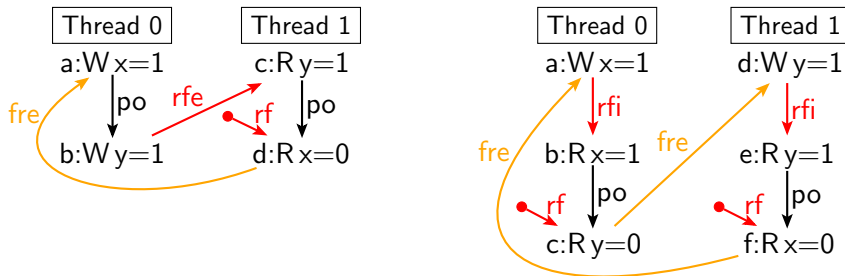 Thread 0 Thread 1 Thread 0 Thread 1
a:W x=1 c:R y=1 a:W x=1 d:W y=1
rfe rfi rfi
fre po rf po fre fre
b:W y=1 d:R x=0 b:R x=1 e:R y=1
rf po rf po
c:R y=0 f:R x=0